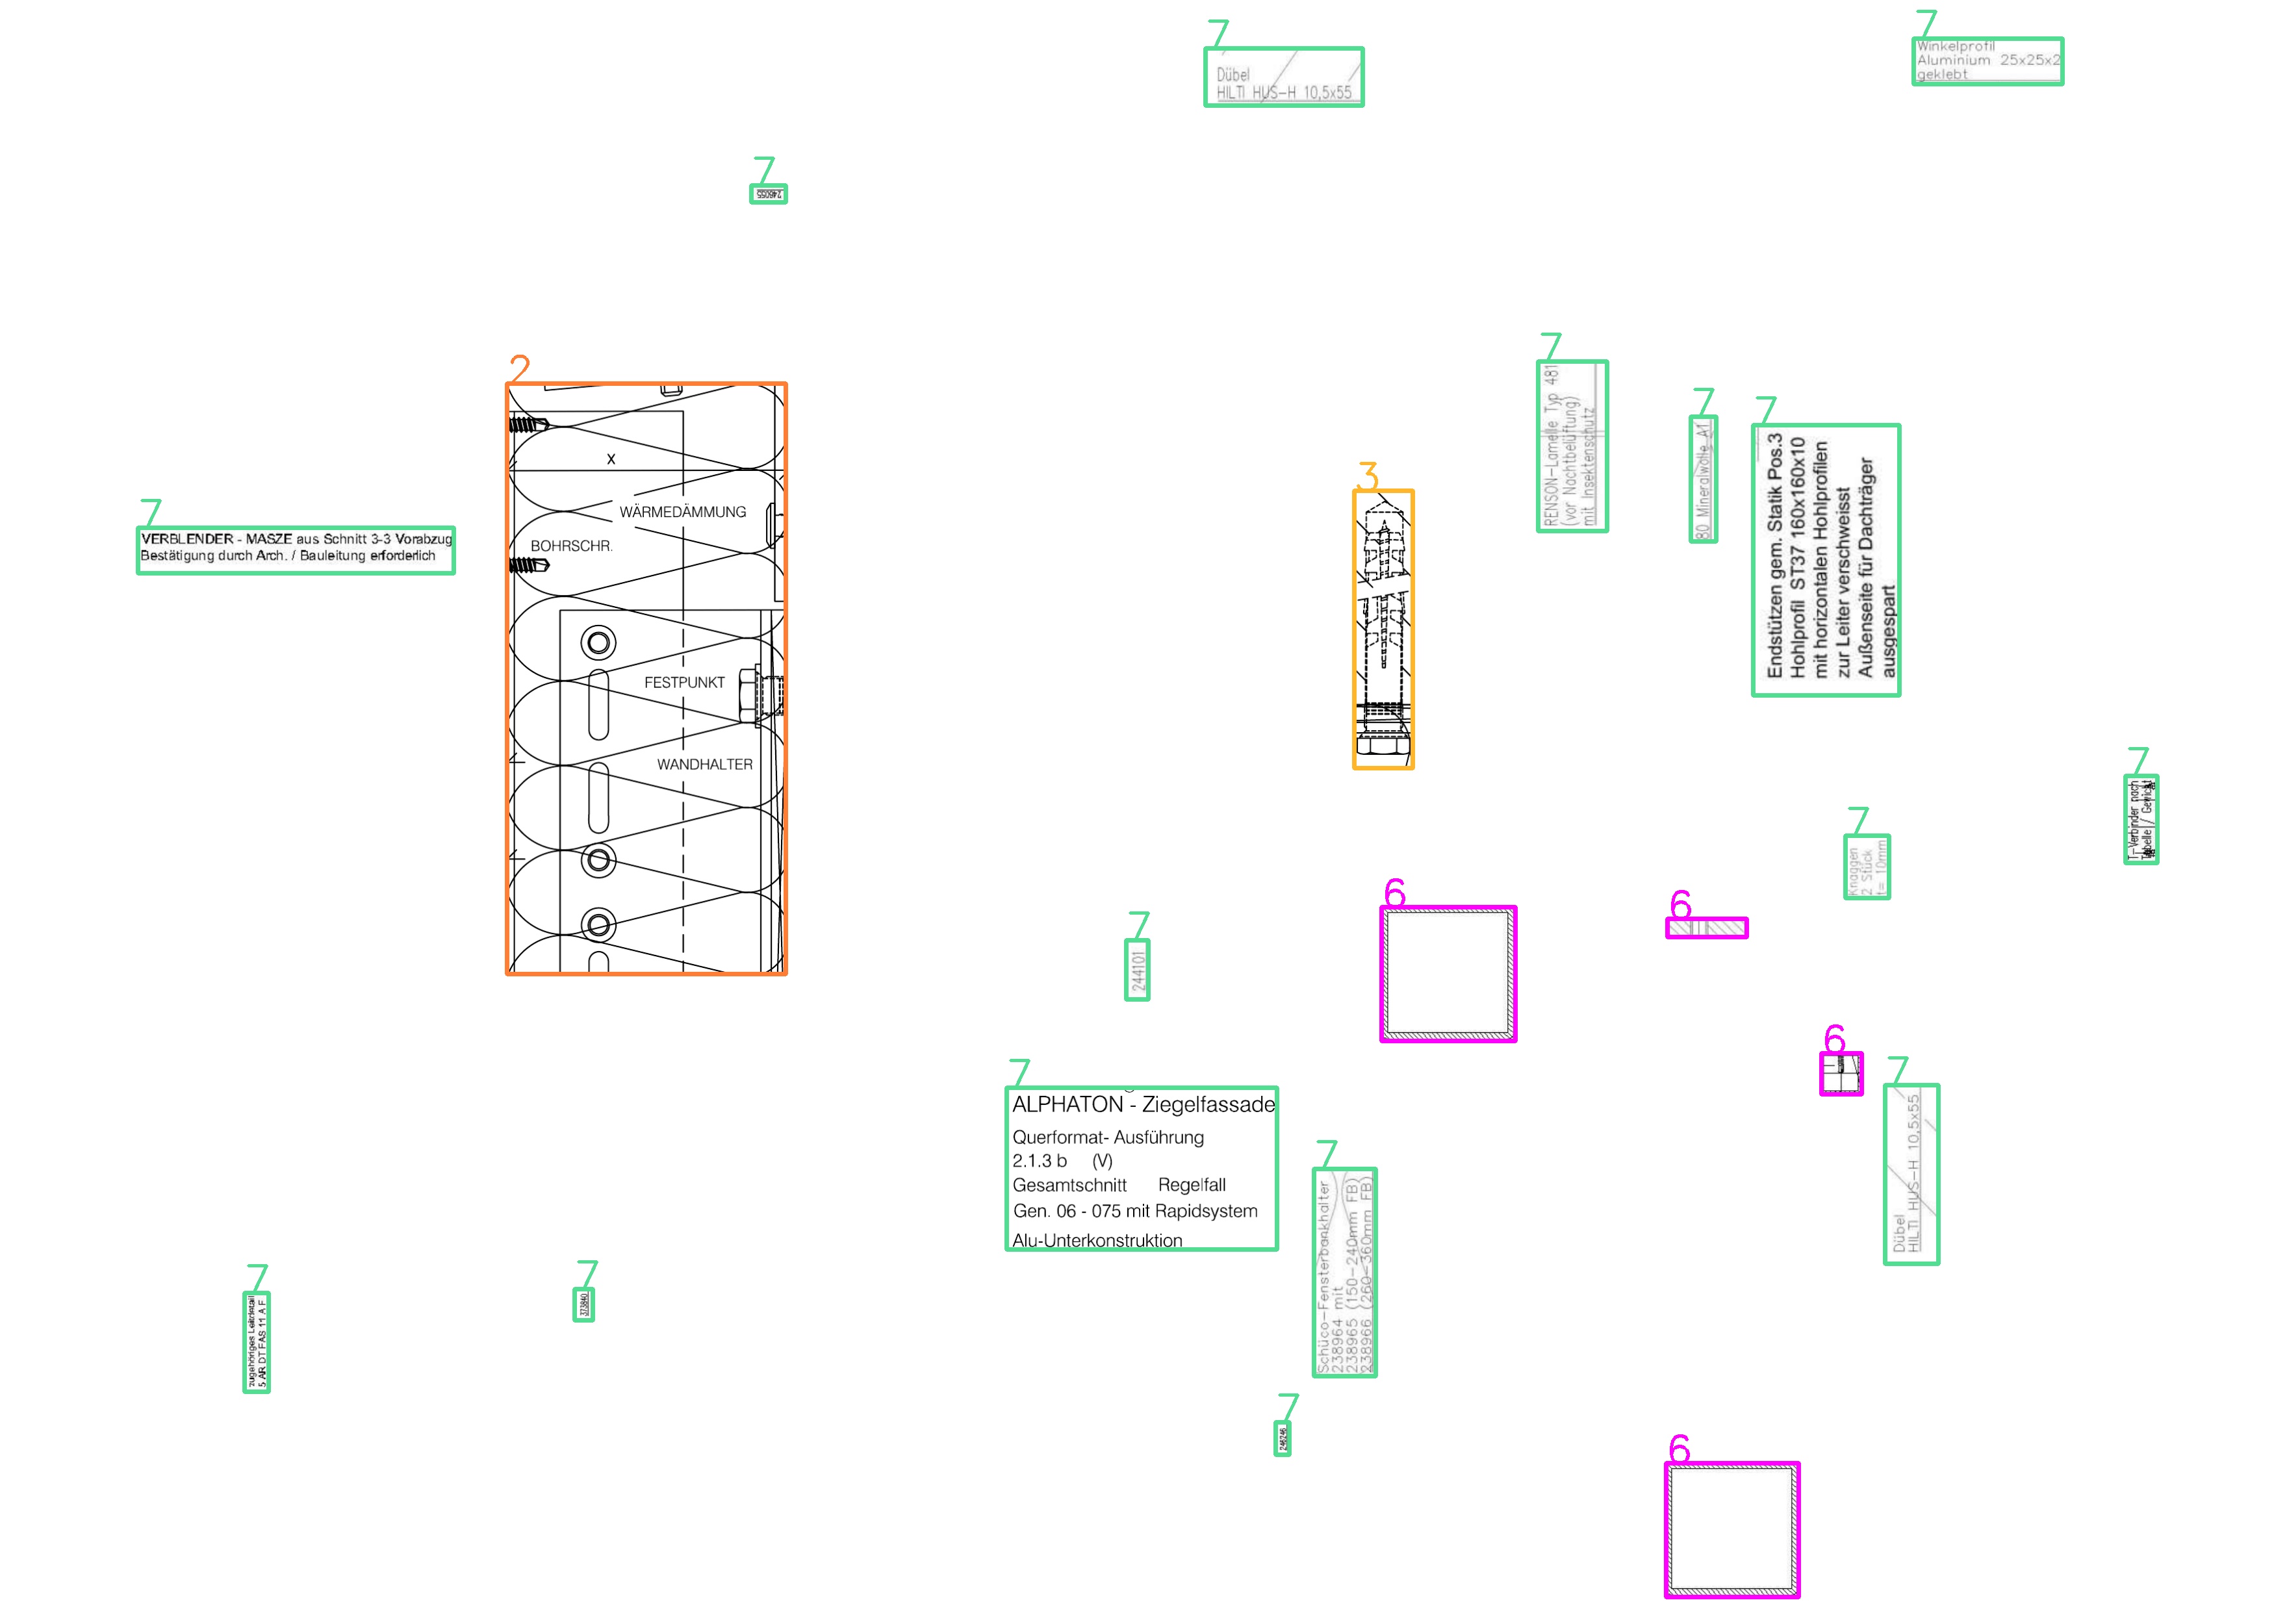 7
Dübel
HILTI HUS-H 10,5x55
7
Winkelprofil
Aluminium 25x25x2
geklebt
7
246055
7
VERBLENDER - MASZE aus Schnitt 3-3 Vorabzug
Bestätigung durch Arch. / Bauleitung erforderlich
2
X
WÄRMEDÄMMUNG
BOHRSCHR.
FESTPUNKT
WANDHALTER
3
7
RENSON-Lamelle Typ 481
(vor Nachtbelüftung)
mit Insektenschutz
7
80 Mineralwolle A1
7
Endstützen gem. Statik Pos.3
Hohlprofil ST37 160x160x10
mit horizontalen Hohlprofilen
zur Leiter verschweisst
Außenseite für Dachträger
ausgespart
7
T-Verbinder nach
Tabelle / Gewicht
7
Knaggen
2 Stück
t= 10mm
6
6
7
244101
6
7
ALPHATON - Ziegelfassade
Querformat- Ausführung
2.1.3 b (V)
Gesamtschnitt Regelfall
Gen. 06 - 075 mit Rapidsystem
Alu-Unterkonstruktion
7
Dübel
HILTI HUS-H 10,5x55
7
Schüco-Fensterbankhalter
238964 mit
238965 (150-240mm FB)
238966 (260-360mm FB)
7
zugehöriges Leitdetail
5 AR DT FAS 11 A F
7
373840
7
246246
6